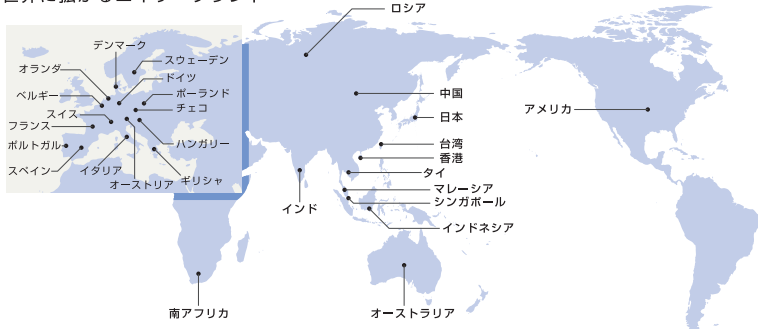 ロシア
デンマーク
スウェーデン
オランダ
ドイツ
ベルギー
ポーランド
スイス
チェコ
フランス
ハンガリー
ポルトガル
スペイン
イタリア
オーストリア
ギリシャ
中国
日本
台湾
香港
タイ
マレーシア
シンガポール
インドネシア
インド
アメリカ
南アフリカ
オーストラリア